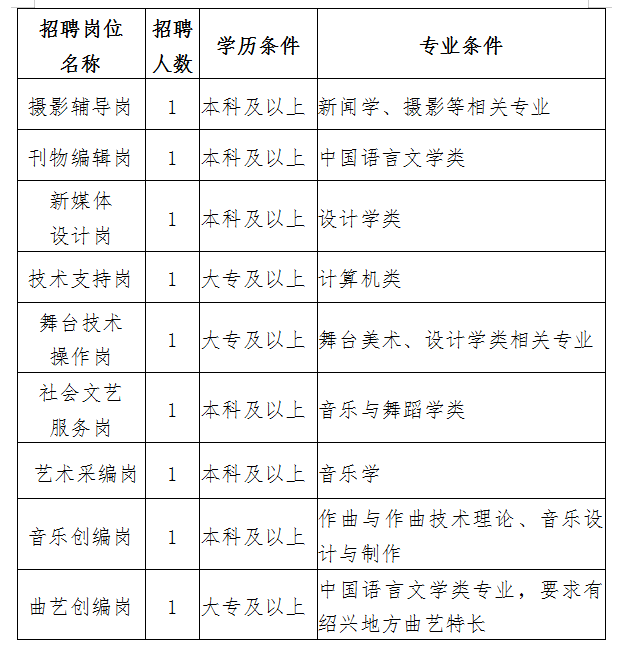 招聘岗位名称 招聘人数 学历条件 专业条件
摄影辅导岗 1 本科及以上 新闻学、摄影等相关专业
刊物编辑岗 1 本科及以上 中国语言文学类
新媒体
设计岗 1 本科及以上 设计学类
技术支持岗 1 大专及以上 计算机类
舞台技术
操作岗 1 大专及以上 舞台美术、设计学类相关专业
社会文艺
服务岗 1 本科及以上 音乐与舞蹈学类
艺术采编岗 1 本科及以上 音乐学
音乐创编岗 1 本科及以上 作曲与作曲技术理论、音乐设
计与制作
曲艺创编岗 1 大专及以上 中国语言文学类专业，要求有
绍兴地方曲艺特长